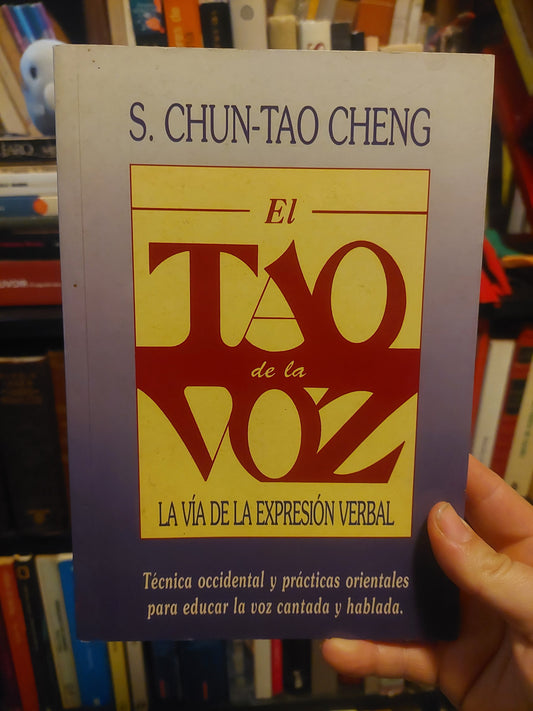 S. CHUN-TAO CHENG
El
TAO
de la
VOZ
LA VÍA DE LA EXPRESIÓN VERBAL
Técnica occidental y prácticas orientales
para educar la voz cantada y hablada.